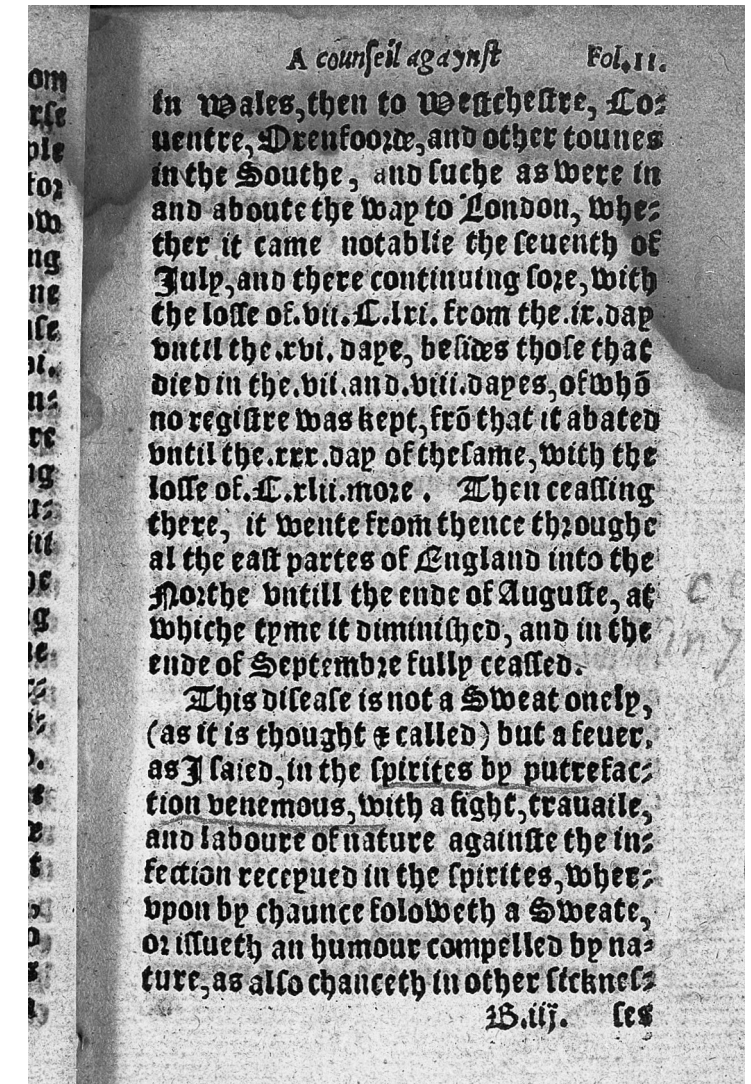 A counſeil agaynſt Fol.II.
in Wales, then to Weſtcheſtre, Co⸗
uentre, Oxenfoorde, and other tounes
in the Southe, and ſuche as were in
and aboute the way to London, whe⸗
ther it came notablie the ſeuenth of
July, and there continuing ſore, with
the loſſe of.vii.C.lxi. from the.ix.day
vntil the.xvi. daye, beſides thoſe that
died in the.vii.and.viii.dayes, of whō
no regiſtre was kept, frō that it abated
vntil the.xxx.day of theſame, with the
loſſe of.C.xlii.more . Then ceaſſing
there, it wente from thence throughe
al the eaſt partes of England into the
Northe vntill the ende of Auguſte, at
whiche tyme it diminiſhed, and in the
ende of Septembre fully ceaſſed.
This diſeaſe is not a Sweat onely,
(as it is thought & called) but a feuer,
as I ſaied, in the ſpirites by putrefac⸗
tion venemous, with a fight, trauaile,
and laboure of nature againſte the in⸗
fection receyued in the ſpirites, wher⸗
vpon by chaunce foloweth a Sweate,
or iſſueth an humour compelled by na⸗
ture, as alſo chanceth in other ſicknes⸗
B.iij. ſes